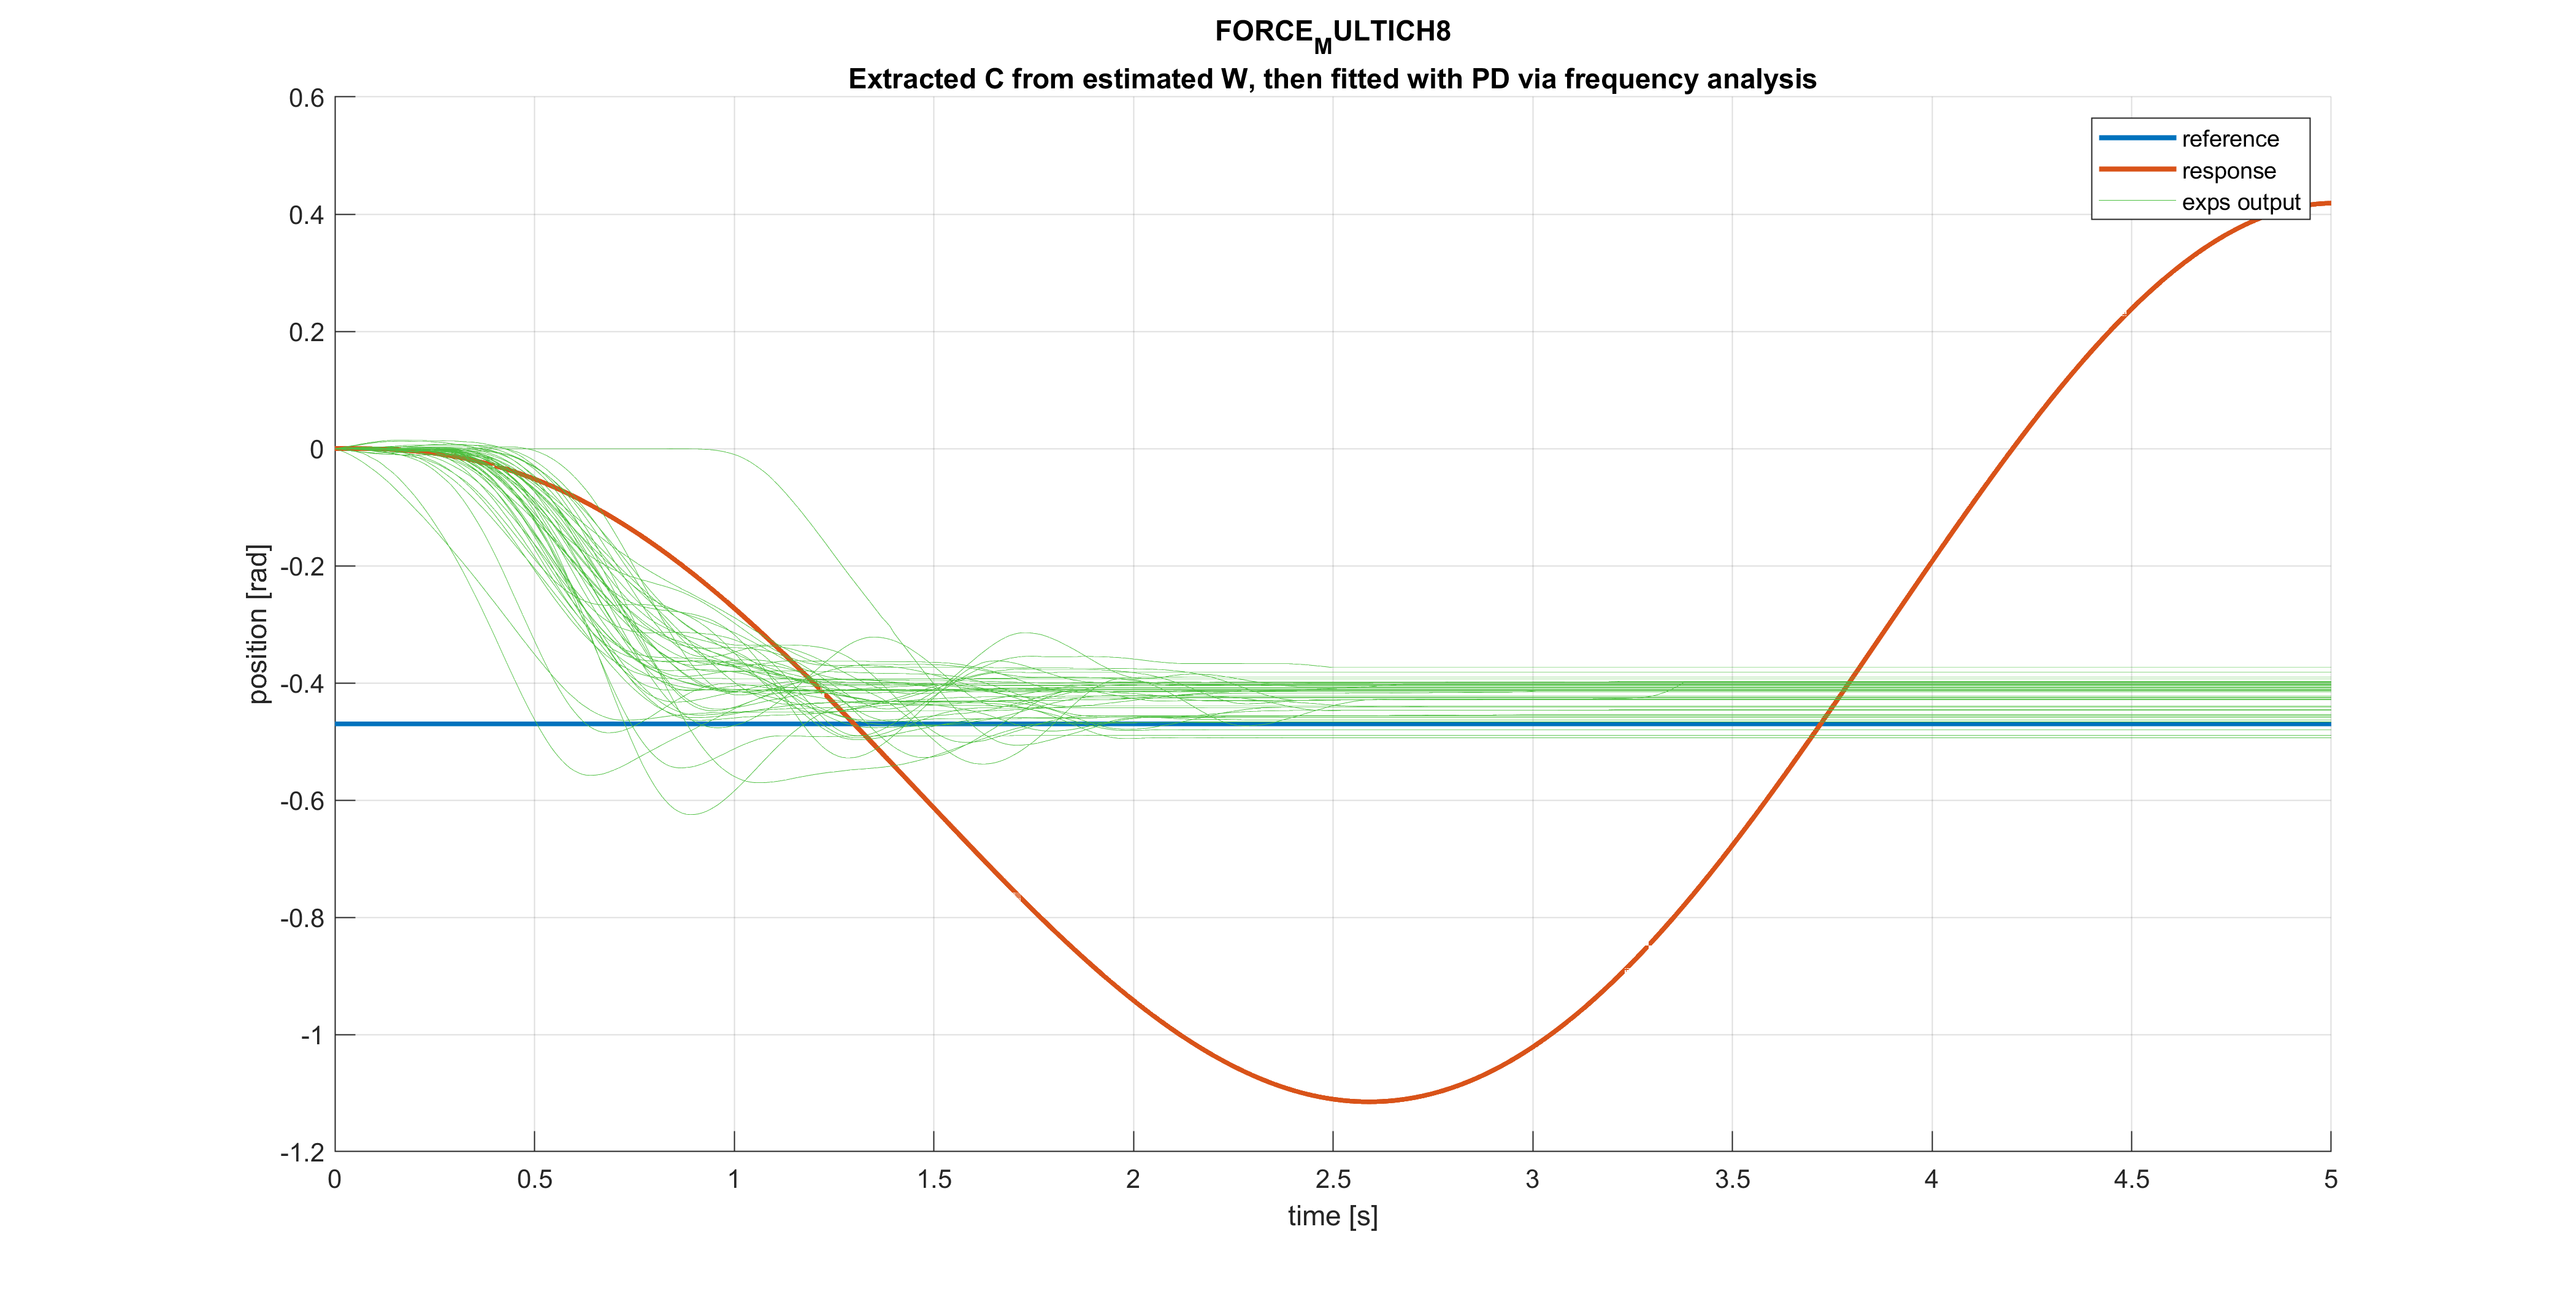 FORCE_MULTICH8
Extracted C from estimated W, then fitted with PD via frequency analysis
0.6
0.4
0.2
0
-0.2
-0.4
-0.6
-0.8
-1
-1.2
position [rad]
reference
response
exps output
0 0.5 1 1.5 2 2.5 3 3.5 4 4.5 5
time [s]